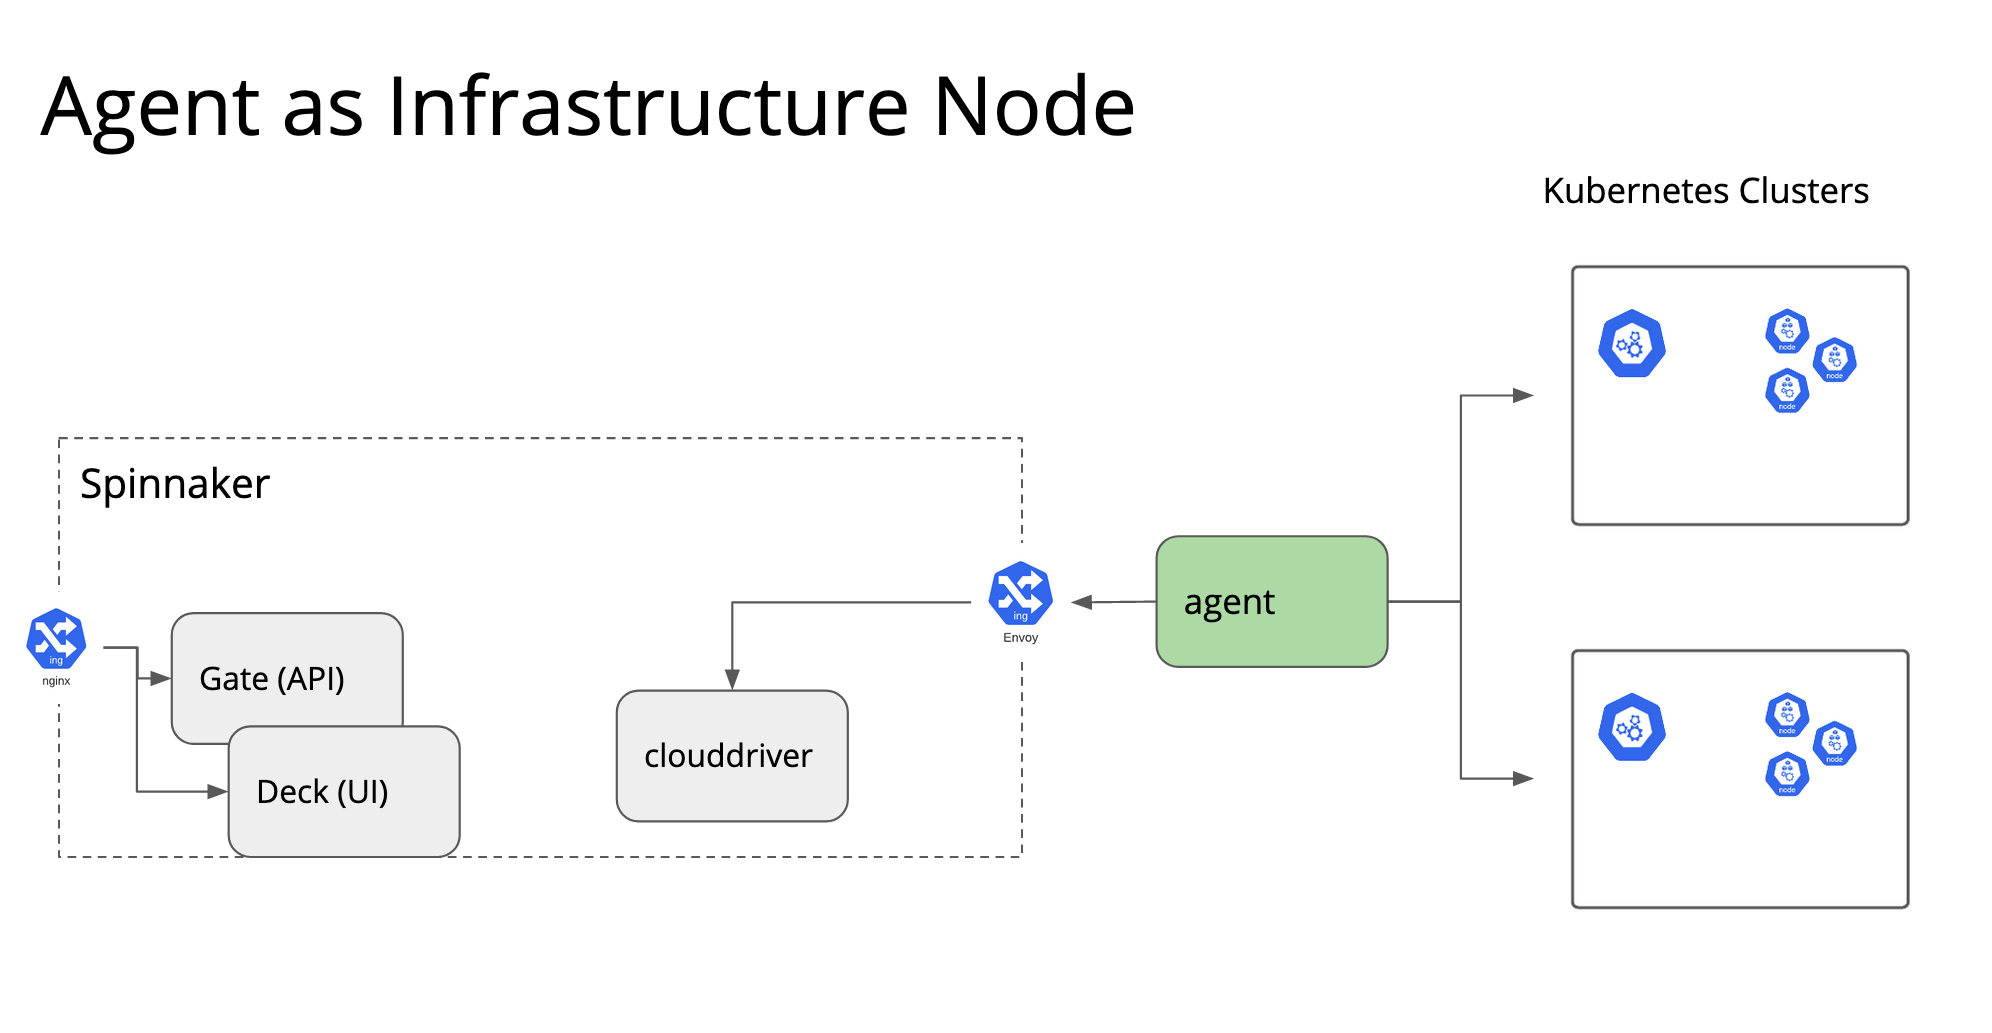 Agent as Infrastructure Node
Kubernetes Clusters
node
node
node
Spinnaker
ing
Envoy
agent
ing
nginx
Gate (API)
Deck (UI)
clouddriver
node
node
node